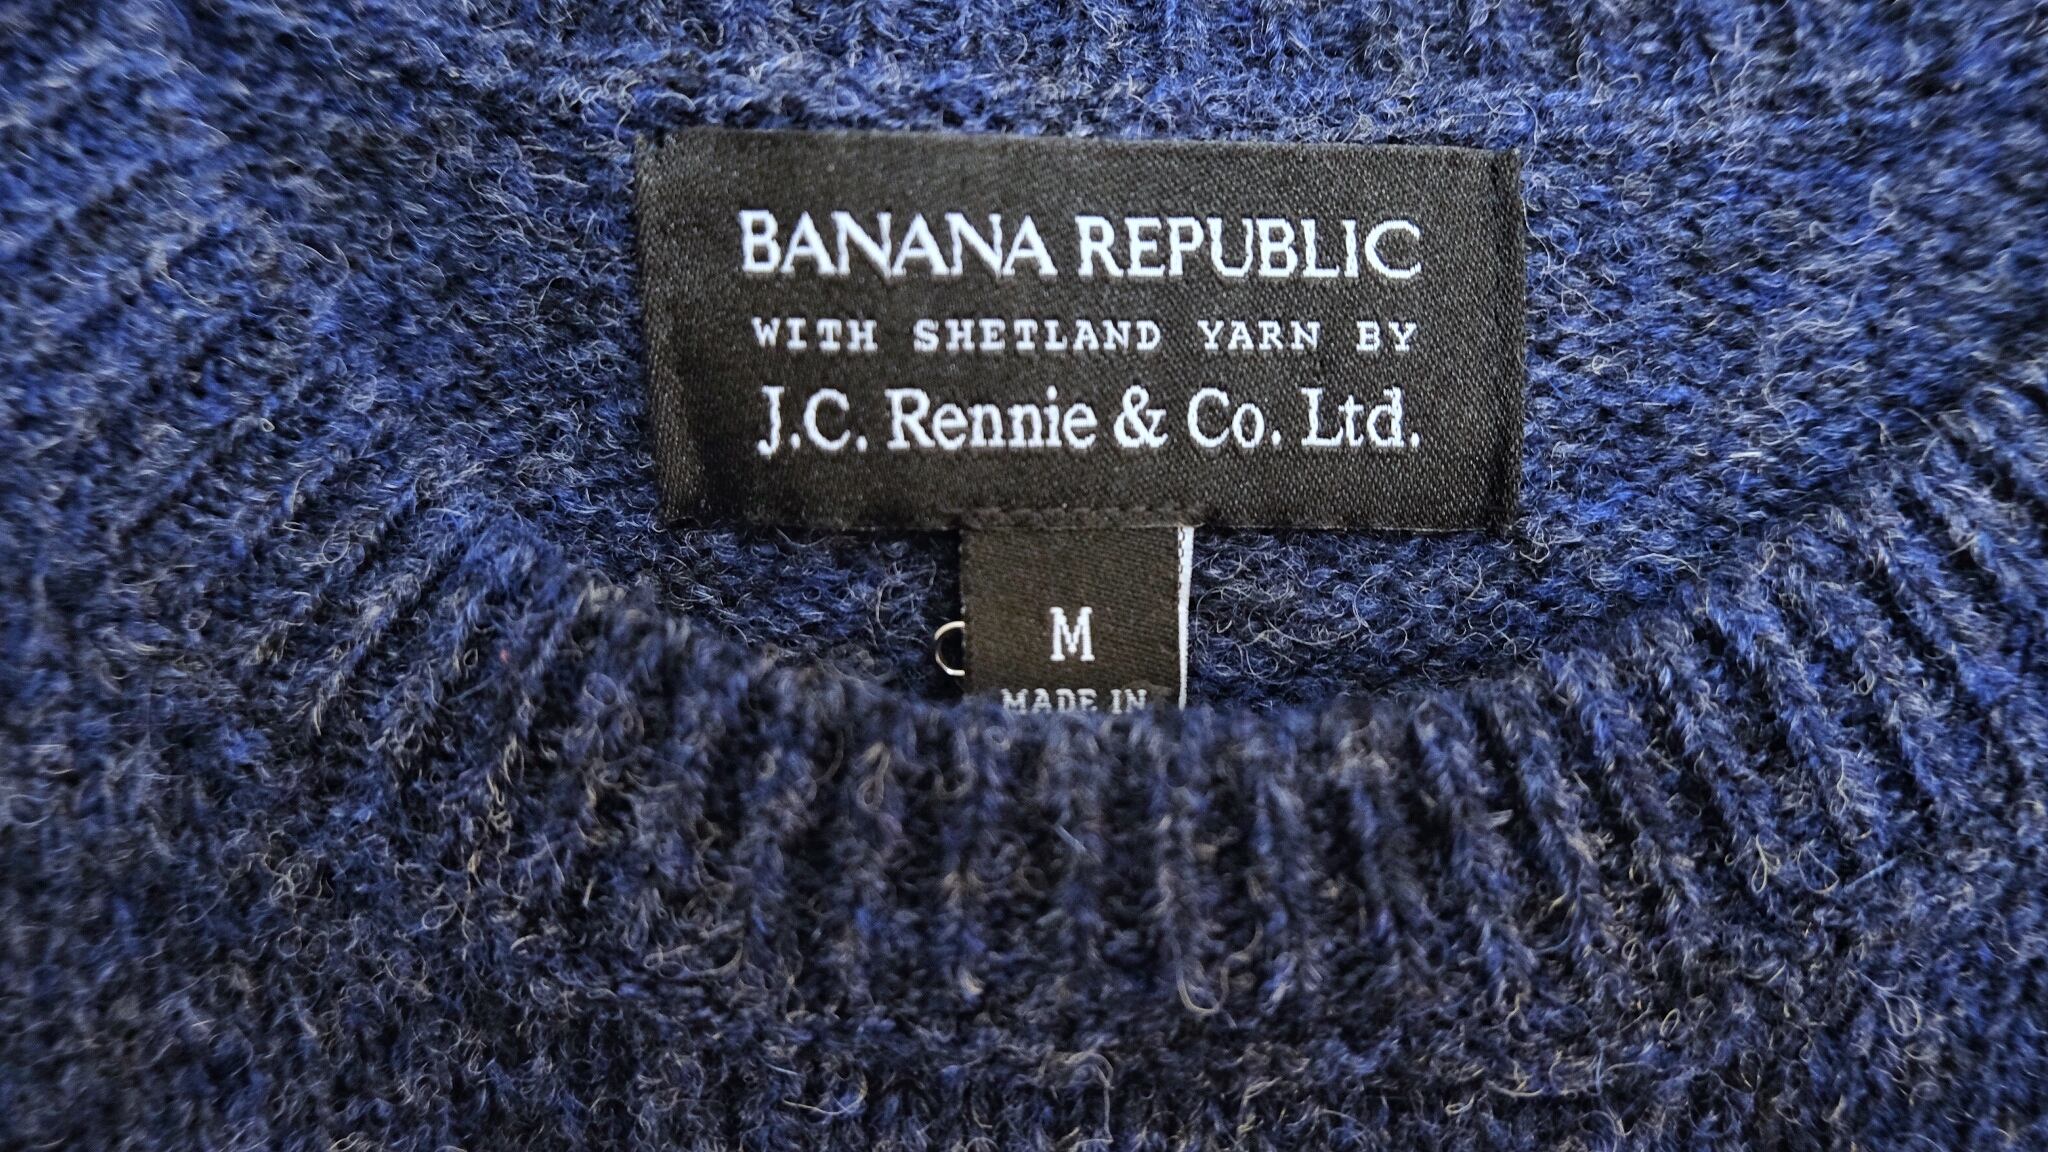 BANANA REPUBLIC
WITH SHETLAND YARN BY
J.C. Rennie & Co. Ltd.
M
MADE IN